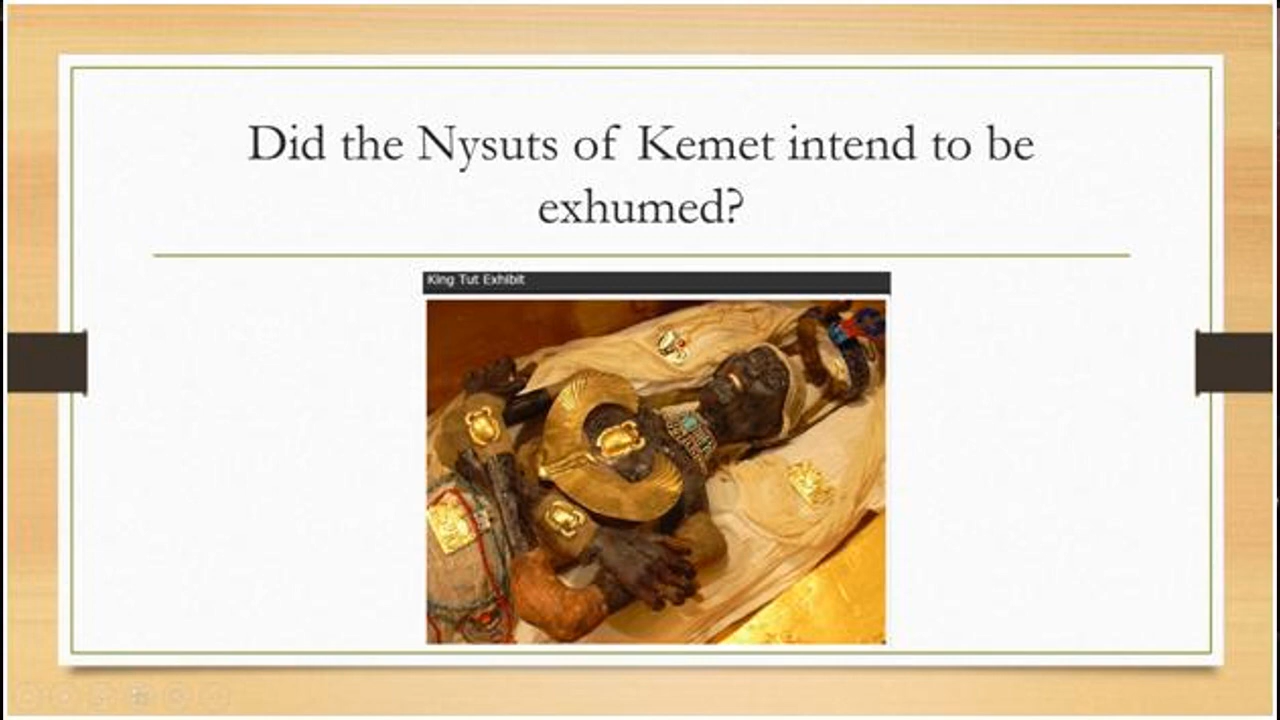 Did the Nysuts of Kemet intend to be
exhumed?
King Tut Exhibit